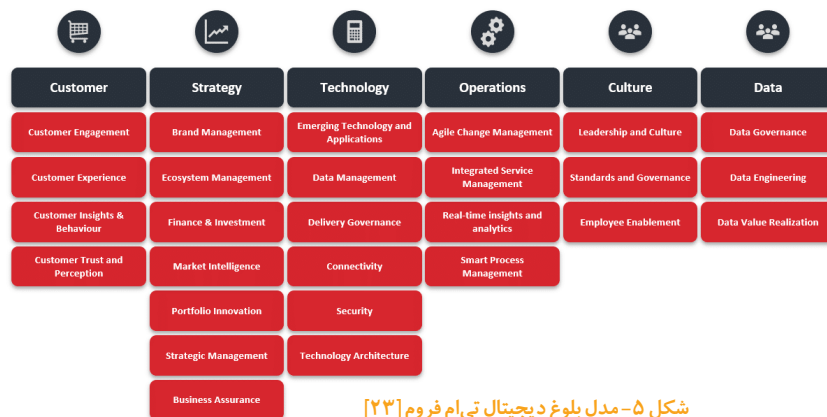 Customer
Strategy
Technology
Operations
Culture
Data
Customer Engagement
Brand Management
Emerging Technology and
Applications
Agile Change Management
Leadership and Culture
Data Governance
Customer Experience
Ecosystem Management
Data Management
Integrated Service
Management
Standards and Governance
Data Engineering
Customer Insights &
Behaviour
Finance & Investment
Delivery Governance
Real-time insights and
analytics
Employee Enablement
Data Value Realization
Customer Trust and
Perception
Market Intelligence
Connectivity
Smart Process
Management
Portfolio Innovation
Security
Strategic Management
Technology Architecture
Business Assurance
شکل ۵- مدل بلوغ دیجیتال تی‌ام فروم [۲۳]